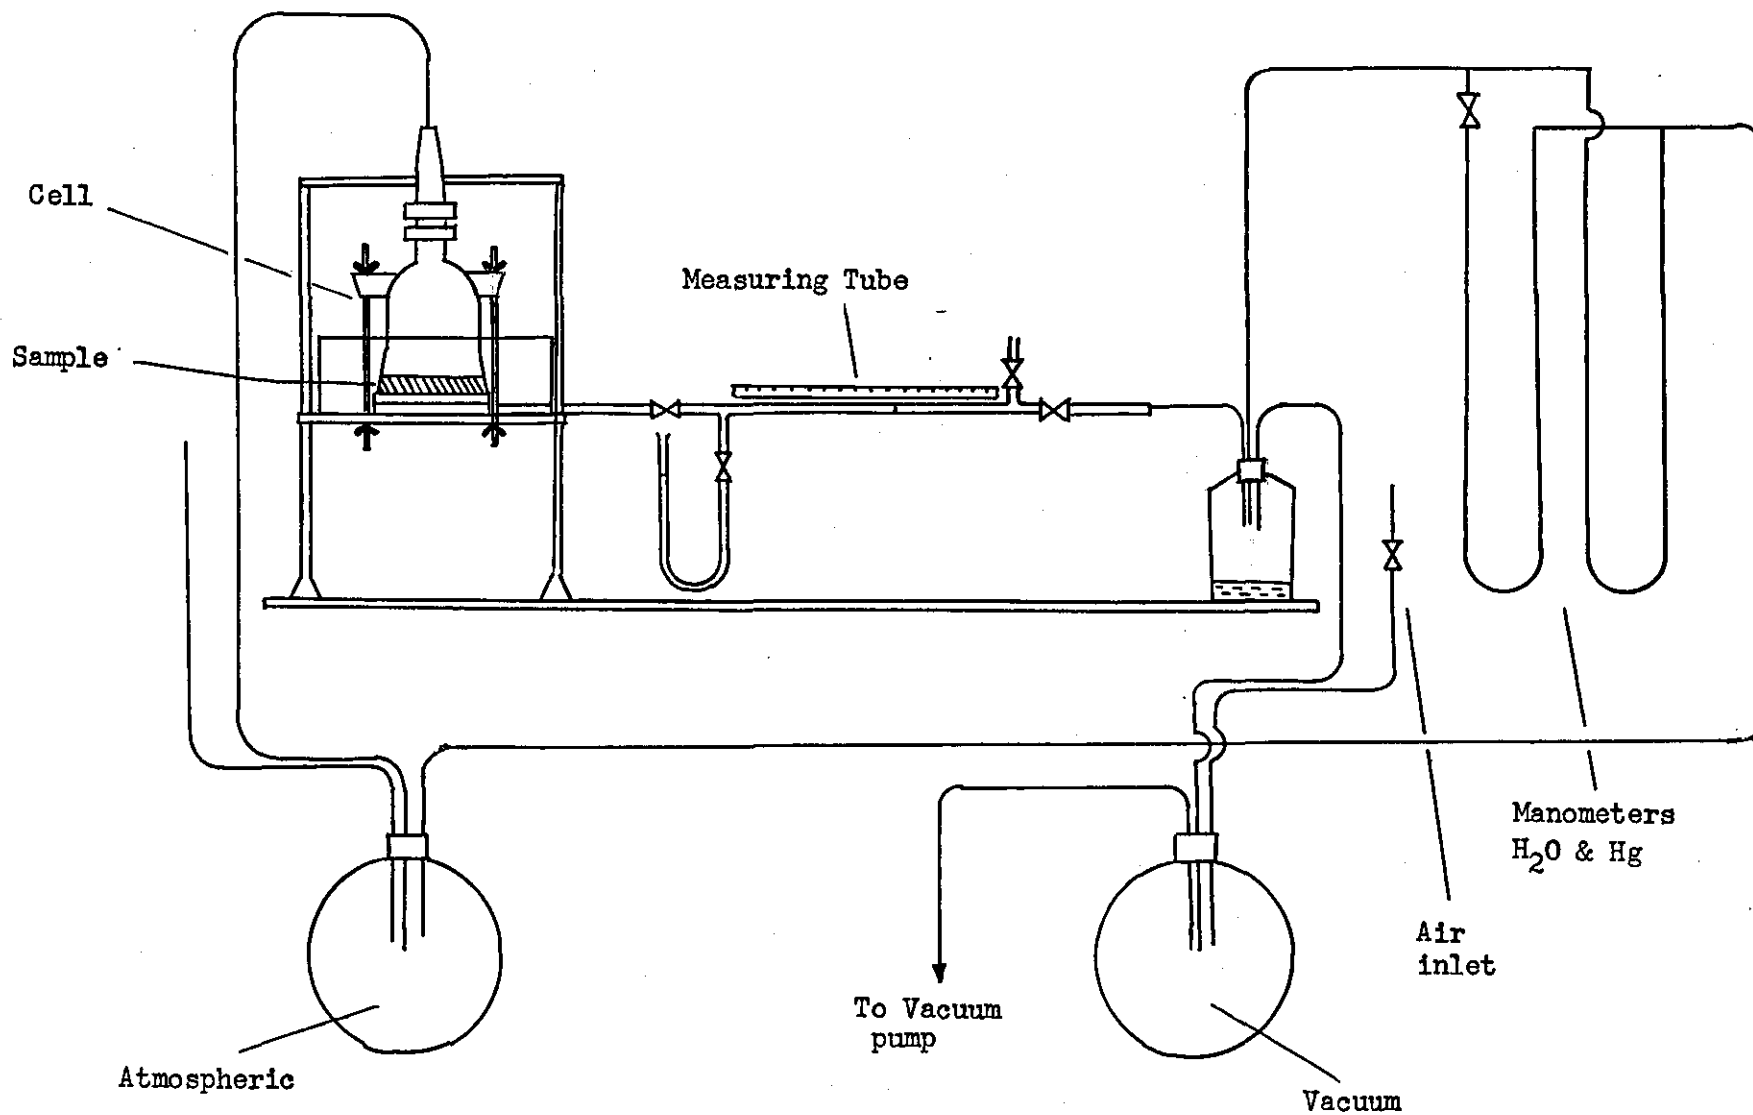 Cell
Measuring Tube
Sample
Manometers
H₂O & Hg
Air
inlet
To Vacuum
pump
Atmospheric
Vacuum